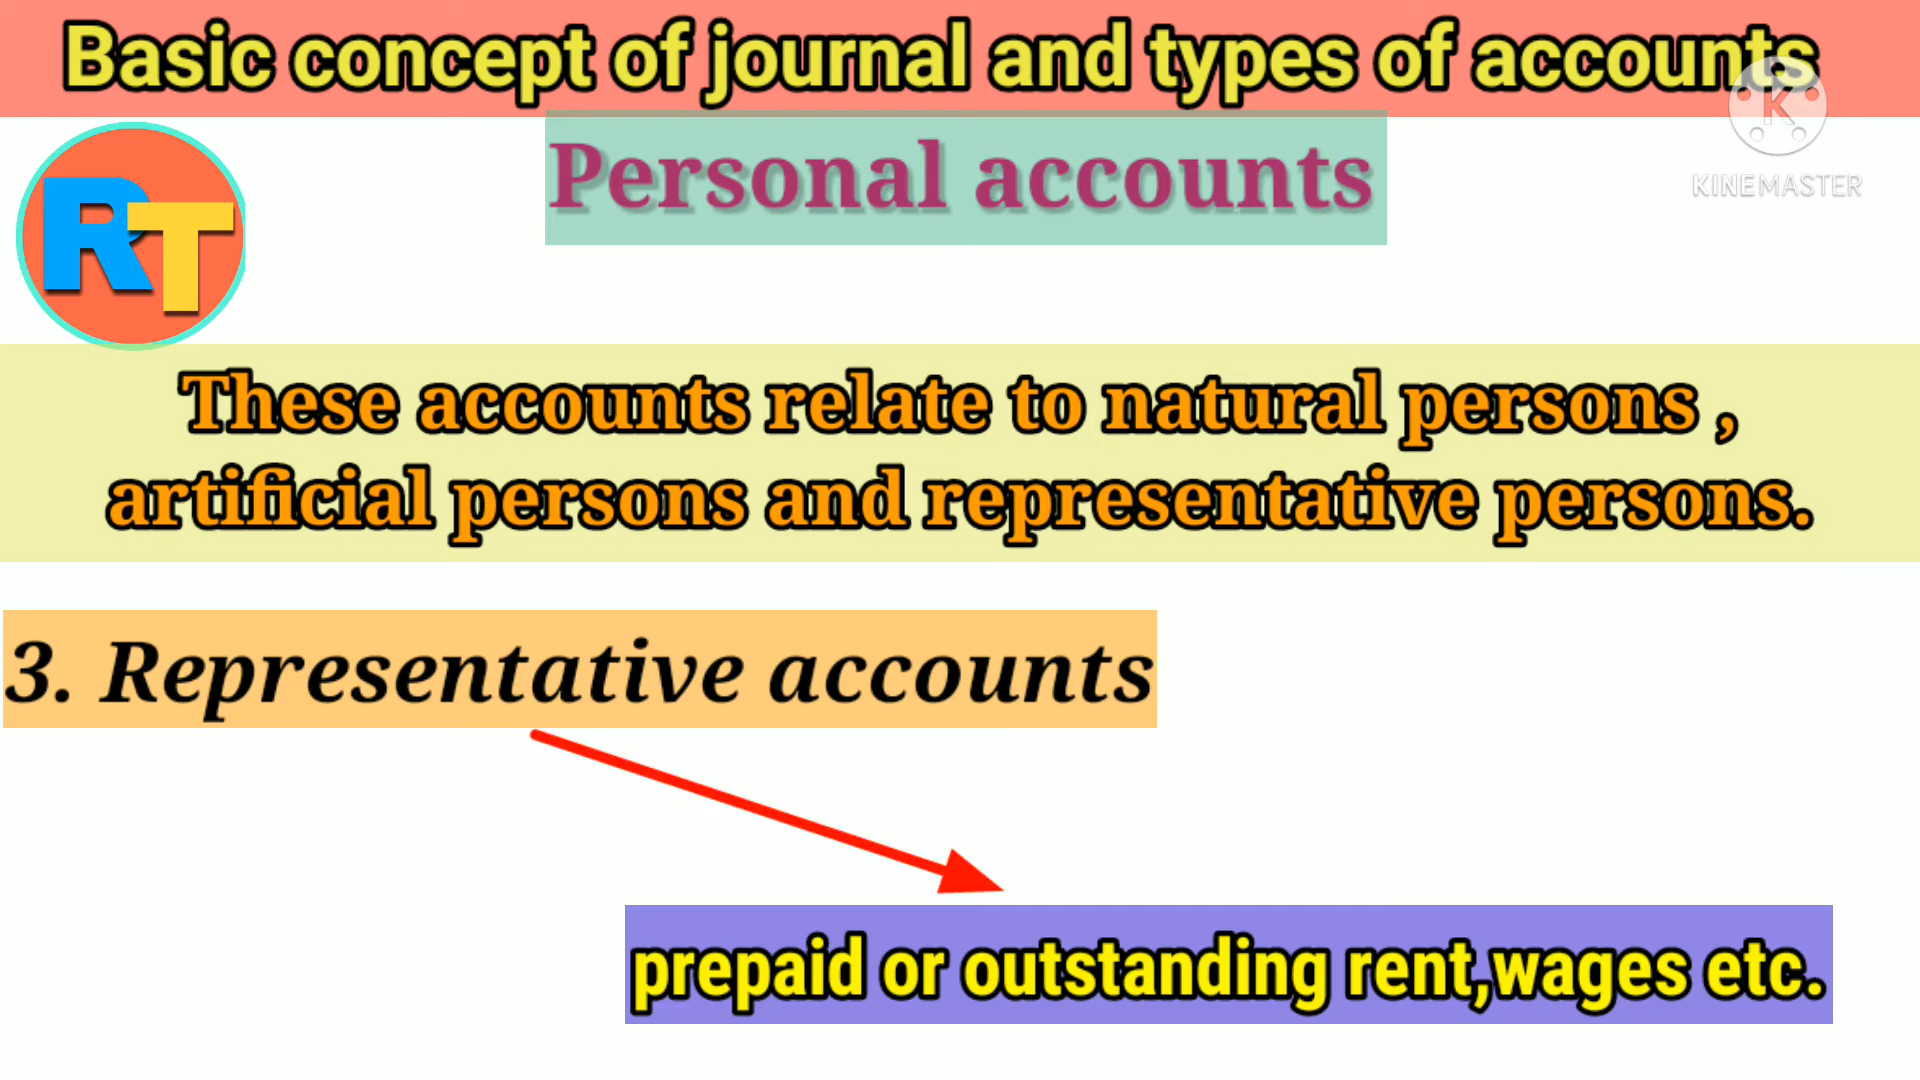 Basic concept of journal and types of accounts
Personal accounts
KINEMASTER
RT
These accounts relate to natural persons ,
artificial persons and representative persons.
3. Representative accounts
prepaid or outstanding rent,wages etc.